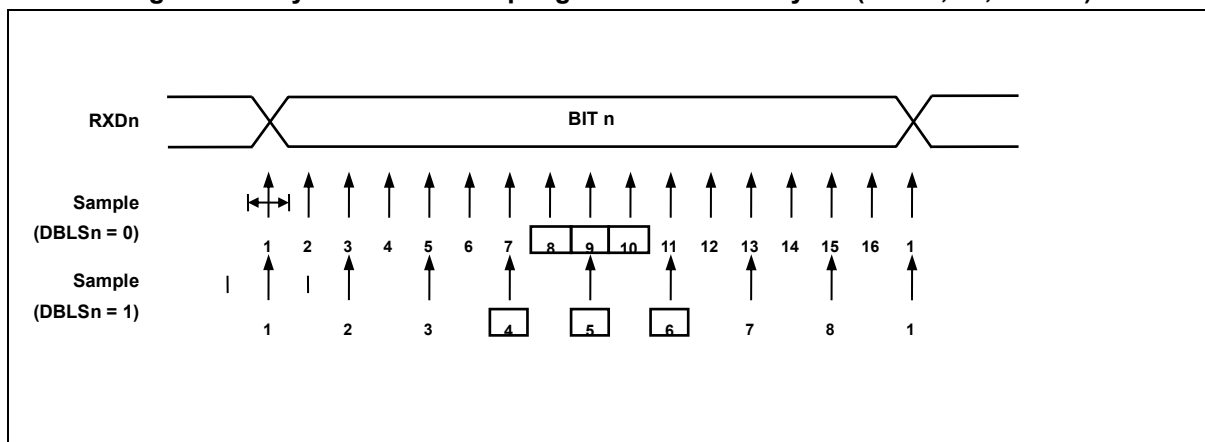 RXDn
BIT n
Sample
(DBLSn = 0)
1 2 3 4 5 6 7 8 9 10 11 12 13 14 15 16 1
Sample
(DBLSn = 1)
1 2 3 4 5 6 7 8 1